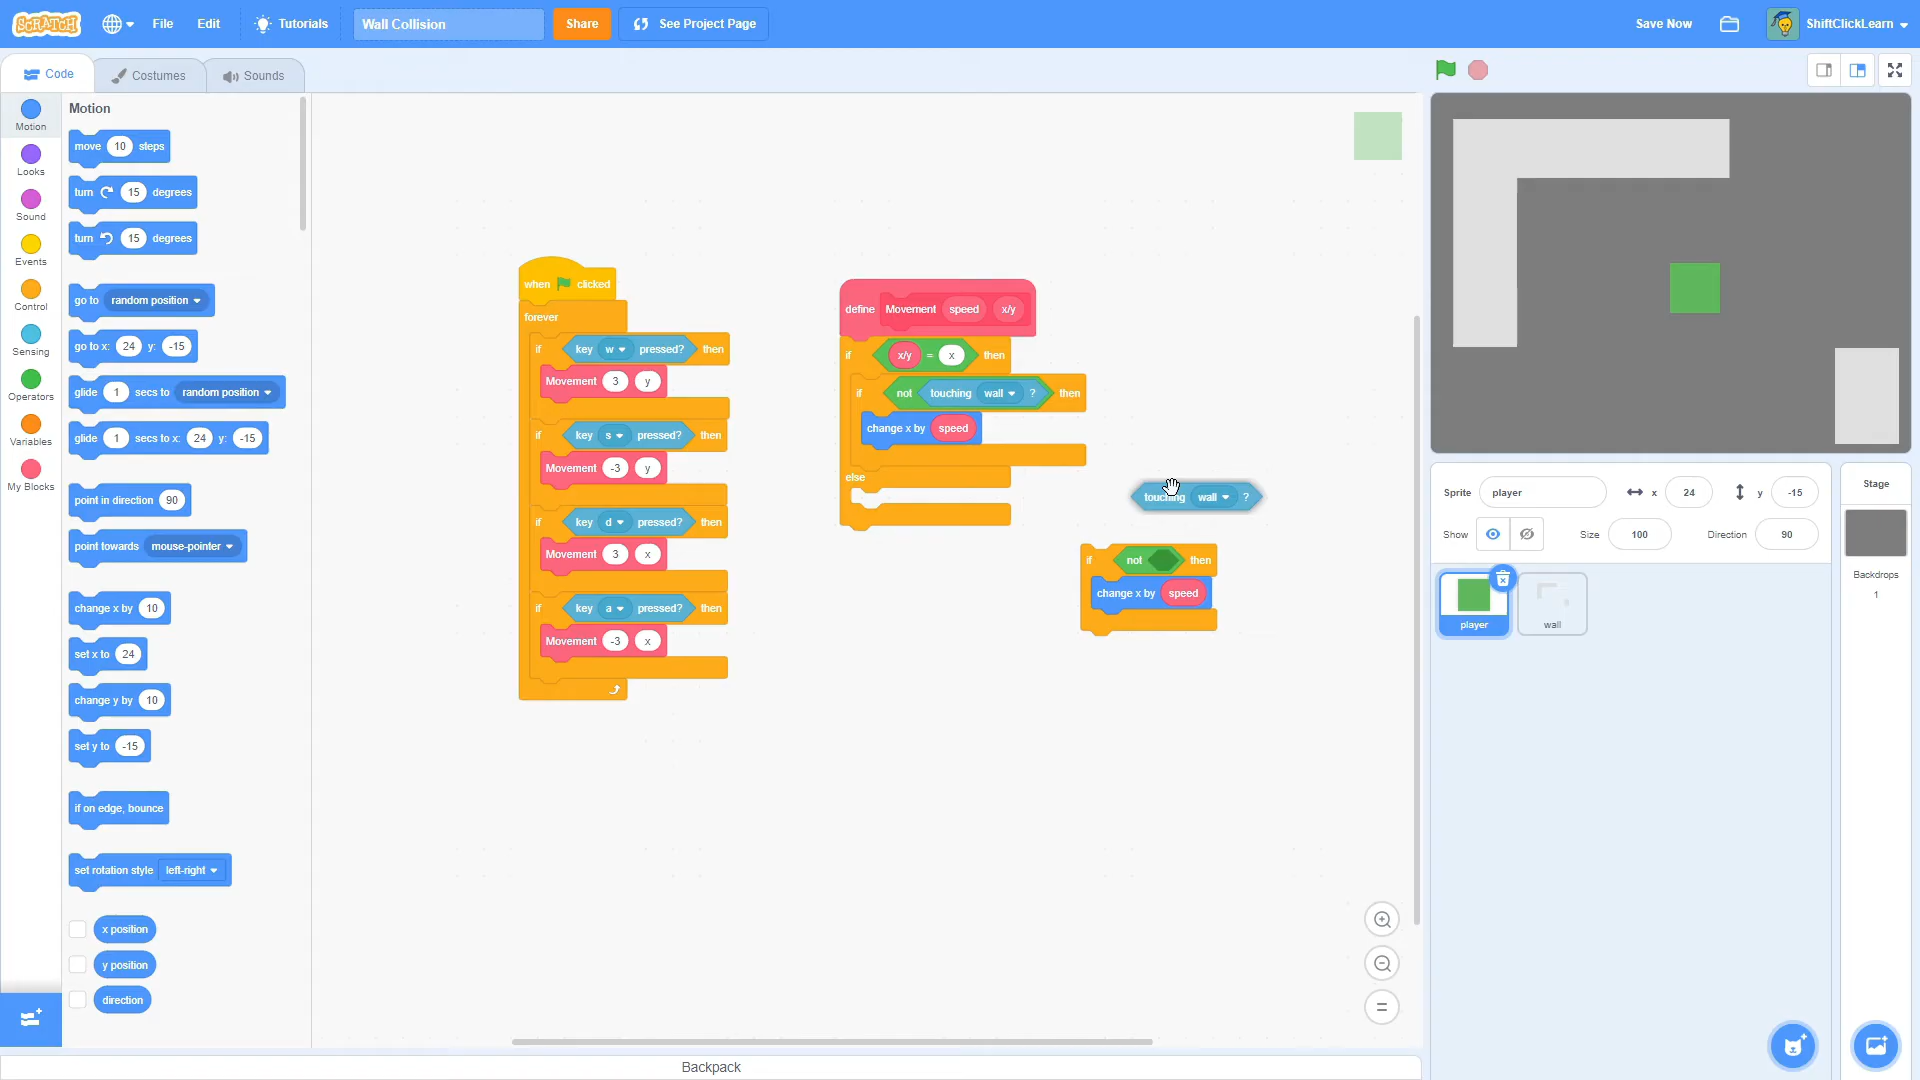 SCRATCH File Edit Tutorials Wall Collision Share See Project Page Save Now ShiftClickLearn
Code Costumes Sounds
Motion
Looks
Sound
Events
Control
Sensing
Operators
Variables
My Blocks
Motion
move 10 steps
turn 15 degrees
turn 15 degrees
go to random position
go to x: 24 y: -15
glide 1 secs to random position
glide 1 secs to x: 24 y: -15
point in direction 90
point towards mouse-pointer
change x by 10
set x to 24
change y by 10
set y to -15
if on edge, bounce
set rotation style left-right
x position
y position
direction
when clicked
forever
if key w pressed? then
Movement 3 y
if key s pressed? then
Movement -3 y
if key d pressed? then
Movement 3 x
if key a pressed? then
Movement -3 x
define Movement speed x/y
if x/y = x then
if not touching wall ? then
change x by speed
else
touching wall ?
if not then
change x by speed
Sprite player x 24 y -15
Show Size 100 Direction 90
player
wall
Stage
Backdrops
1
Backpack